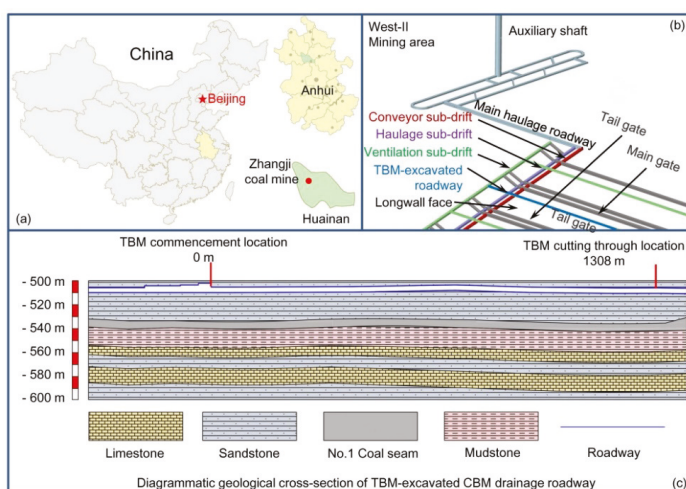 China
★Beijing
Anhui
Zhangji
coal mine
Huainan
(a)
West-II
Mining area
Auxiliary shaft
(b)
Conveyor sub-drift
Haulage sub-drift
Ventilation sub-drift
TBM-excavated
roadway
Longwall face
Main haulage roadway
Tail gate
Main gate
Tail gate
TBM commencement location
0 m
TBM cutting through location
1308 m
- 500 m
- 520 m
- 540 m
- 560 m
- 580 m
- 600 m
Limestone
Sandstone
No.1 Coal seam
Mudstone
Roadway
Diagrammatic geological cross-section of TBM-excavated CBM drainage roadway
(c)